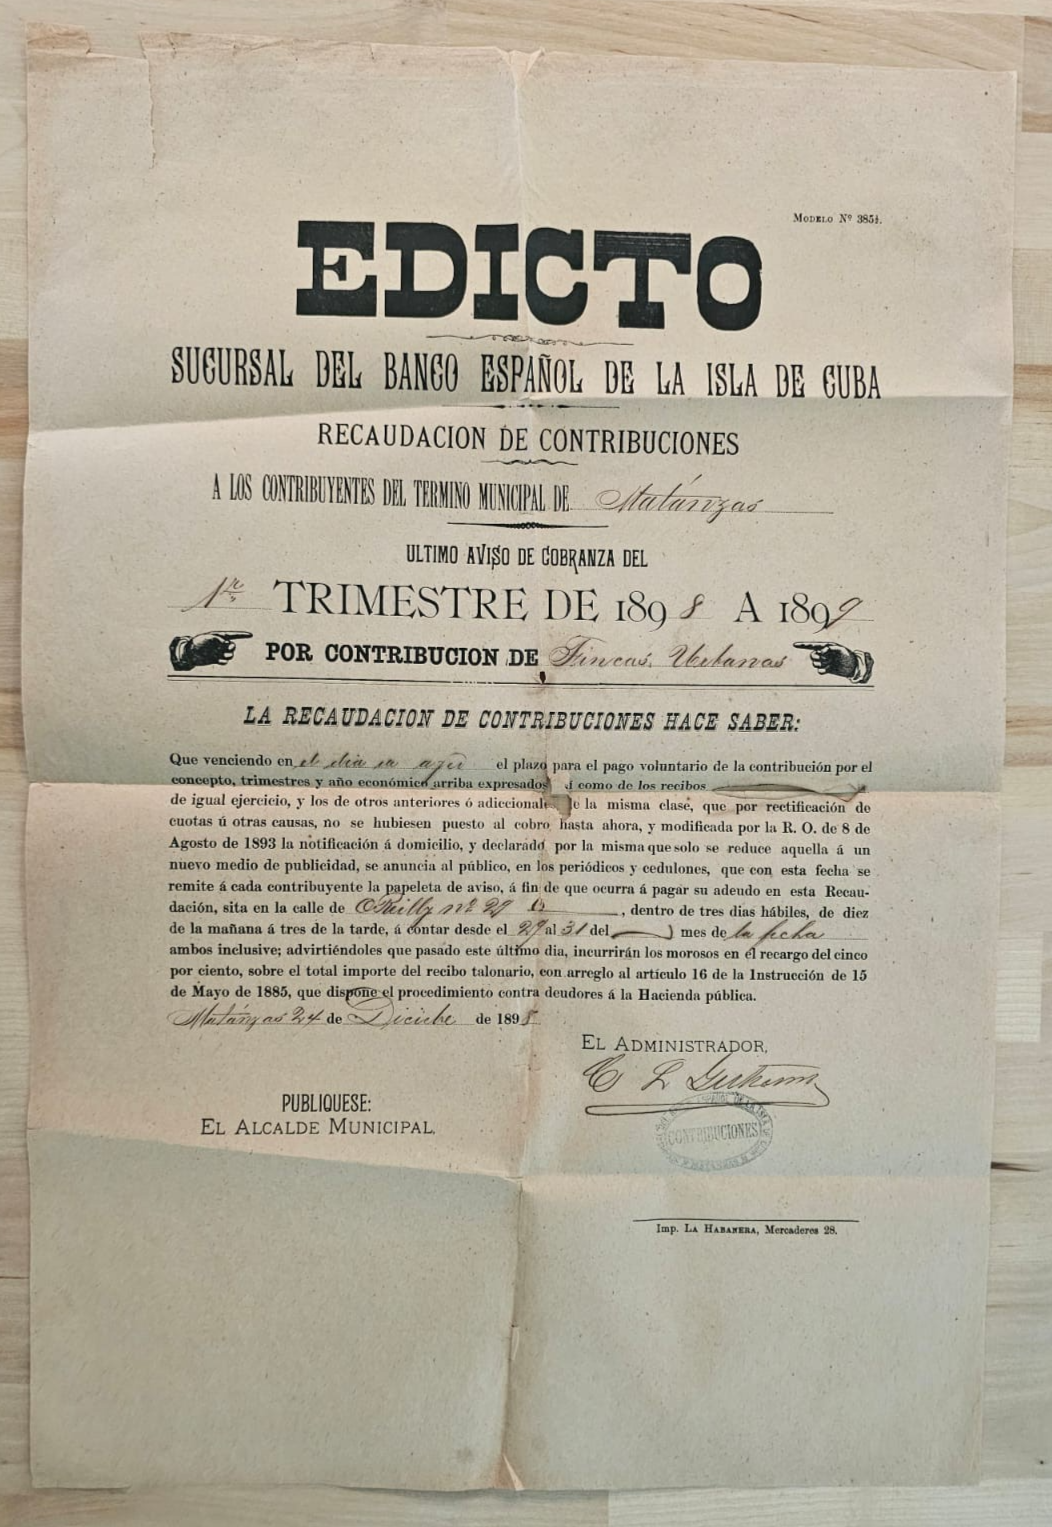 Modelo Nº 385½.
EDICTO
SUCURSAL DEL BANCO ESPAÑOL DE LA ISLA DE CUBA
RECAUDACION DE CONTRIBUCIONES
A LOS CONTRIBUYENTES DEL TERMINO MUNICIPAL DE Matánzas
ULTIMO AVISO DE COBRANZA DEL
1r TRIMESTRE DE 1898 A 1899
POR CONTRIBUCION DE Fincas Urbanas
LA RECAUDACION DE CONTRIBUCIONES HACE SABER:
Que venciendo en el dia el plazo para el pago voluntario de la contribución por el
concepto, trimestres y año económico arriba expresados como de los recibos
de igual ejercicio, y los de otros anteriores ó adiccionale de la misma clase, que por rectificación de
cuotas ú otras causas, no se hubiesen puesto al cobro hasta ahora, y modificada por la R. O. de 8 de
Agosto de 1893 la notificación á domicilio, y declarado por la misma que solo se reduce aquella á un
nuevo medio de publicidad, se anuncia al público, en los periódicos y cedulones, que con esta fecha se
remite á cada contribuyente la papeleta de aviso, á fin de que ocurra á pagar su adeudo en esta Recau-
dación, sita en la calle de O'Reilly nº 29, dentro de tres dias hábiles, de diez
de la mañana á tres de la tarde, á contar desde el 29 al 31 del mes de la fecha
ambos inclusive; advirtiéndoles que pasado este último dia, incurrirán los morosos en el recargo del cinco
por ciento, sobre el total importe del recibo talonario, con arreglo al artículo 16 de la Instrucción de 15
de Mayo de 1885, que dispone el procedimiento contra deudores á la Hacienda pública.
Matánzas 24 de Diciebe de 1898
EL ADMINISTRADOR,
PUBLIQUESE:
EL ALCALDE MUNICIPAL,
CONTRIBUCIONES
Imp. LA HABANERA, Mercaderes 28.